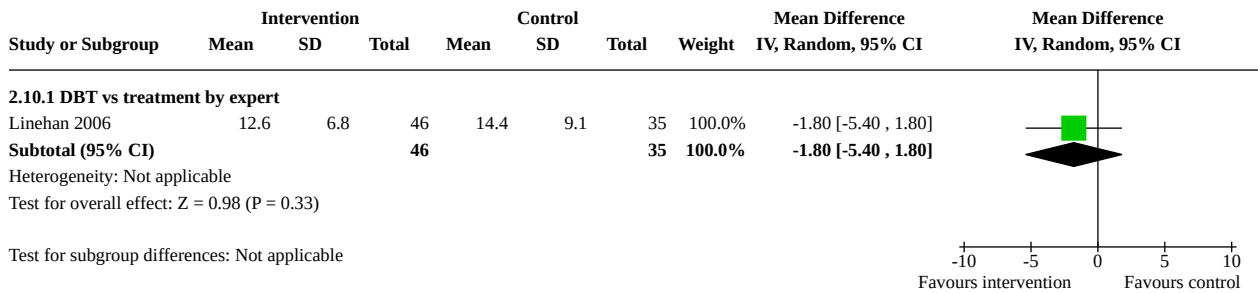 Intervention Control Mean Difference Mean Difference
Study or Subgroup Mean SD Total Mean SD Total Weight IV, Random, 95% CI IV, Random, 95% CI
2.10.1 DBT vs treatment by expert
Linehan 2006 12.6 6.8 46 14.4 9.1 35 100.0% -1.80 [-5.40 , 1.80]
Subtotal (95% CI) 46 35 100.0% -1.80 [-5.40 , 1.80]
Heterogeneity: Not applicable
Test for overall effect: Z = 0.98 (P = 0.33)
Test for subgroup differences: Not applicable
-10 -5 0 5 10
Favours intervention Favours control